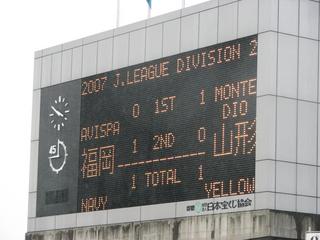 2007 J.LEAGUE DIVISION 2
0 1ST 1 MONTE
AVISPA DIO
福岡 1 2ND 0 山形
1 TOTAL 1
NAVY YELLOW
45
日本宝くじ協会